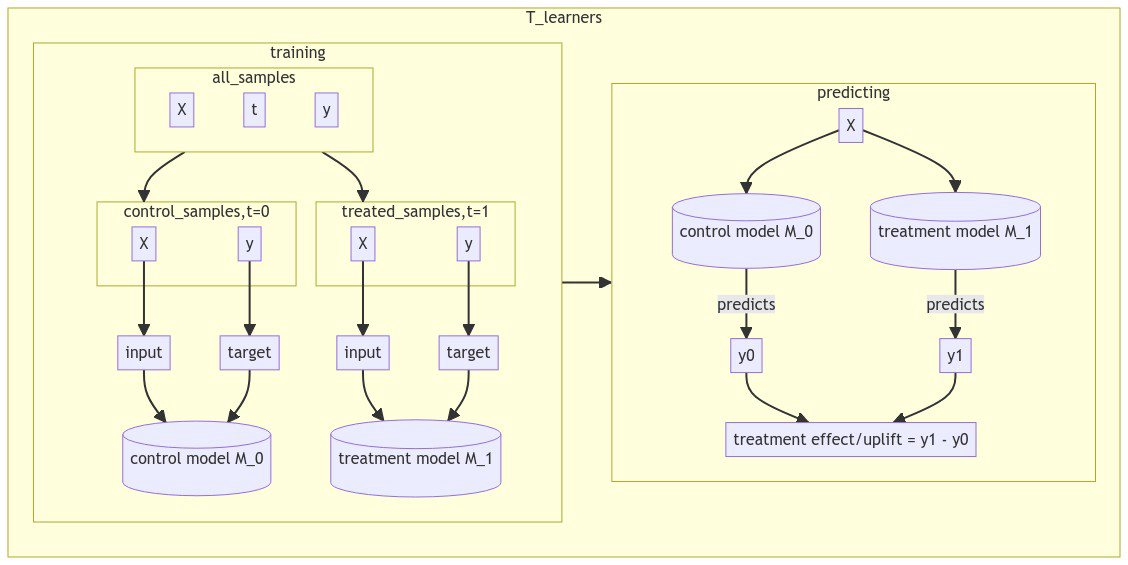 T_learners
training
all_samples
X t y
control_samples,t=0
X y
treated_samples,t=1
X y
input
target
input
target
control model M_0
treatment model M_1
predicting
X
control model M_0
treatment model M_1
predicts
predicts
y0
y1
treatment effect/uplift = y1 - y0